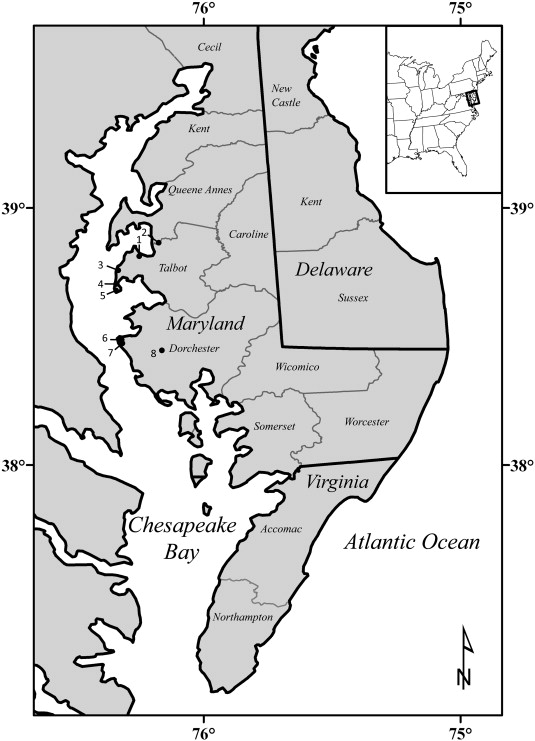 76°
75°
Cecil
New
Castle
Kent
Queene Annes
Kent
39°
39°
2
1
Caroline
3
Talbot
Delaware
4
5
Sussex
Maryland
6
7
8
Dorchester
Wicomico
Somerset
Worcester
38°
38°
Virginia
Chesapeake
Bay
Accomac
Atlantic Ocean
Northampton
N
76°
75°